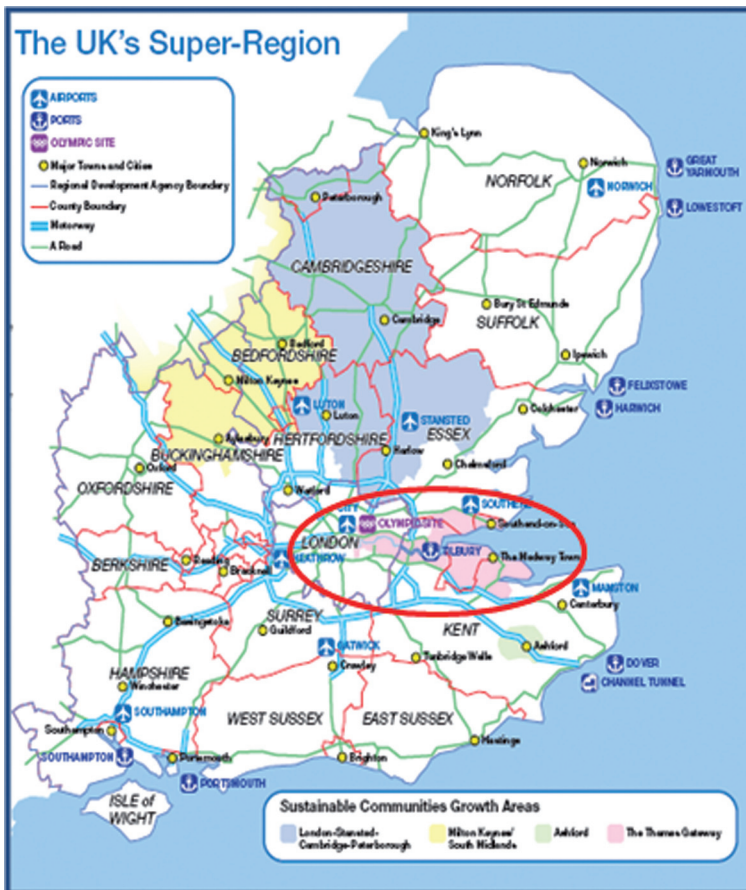 The UK's Super-Region
AIRPORTS
PORTS
OLYMPIC SITE
Major Towns and Cities
Regional Development Agency Boundary
County Boundary
Motorway
A Road
King's Lynn
Norwich
NORFOLK
NORWICH
GREAT
YARMOUTH
LOWESTOFT
Peterborough
CAMBRIDGESHIRE
Bury St Edmunds
SUFFOLK
Cambridge
Ipswich
Bedford
BEDFORDSHIRE
Milton Keynes
FELIXSTOWE
HARWICH
LUTON
Luton
STANSTED
Colchester
ESSEX
Aylesbury
BUCKINGHAMSHIRE
HERTFORDSHIRE
Harlow
Chelmsford
Oxford
OXFORDSHIRE
Watford
CITY
SOUTHEND
OLYMPIC SITE
Southend-on-Sea
LONDON
TILBURY
The Medway Town
BERKSHIRE
Reading
Bracknell
HEATHROW
MANSTON
Canterbury
Basingstoke
SURREY
Guildford
KENT
GATWICK
Ashford
HAMPSHIRE
Crawley
Tunbridge Wells
DOVER
CHANNEL TUNNEL
Winchester
SOUTHAMPTON
WEST SUSSEX
EAST SUSSEX
Southampton
Hastings
SOUTHAMPTON
Portsmouth
Brighton
PORTSMOUTH
ISLE of
WIGHT
Sustainable Communities Growth Areas
London-Stansted-
Cambridge-Peterborough
Milton Keynes/
South Midlands
Ashford
The Thames Gateway